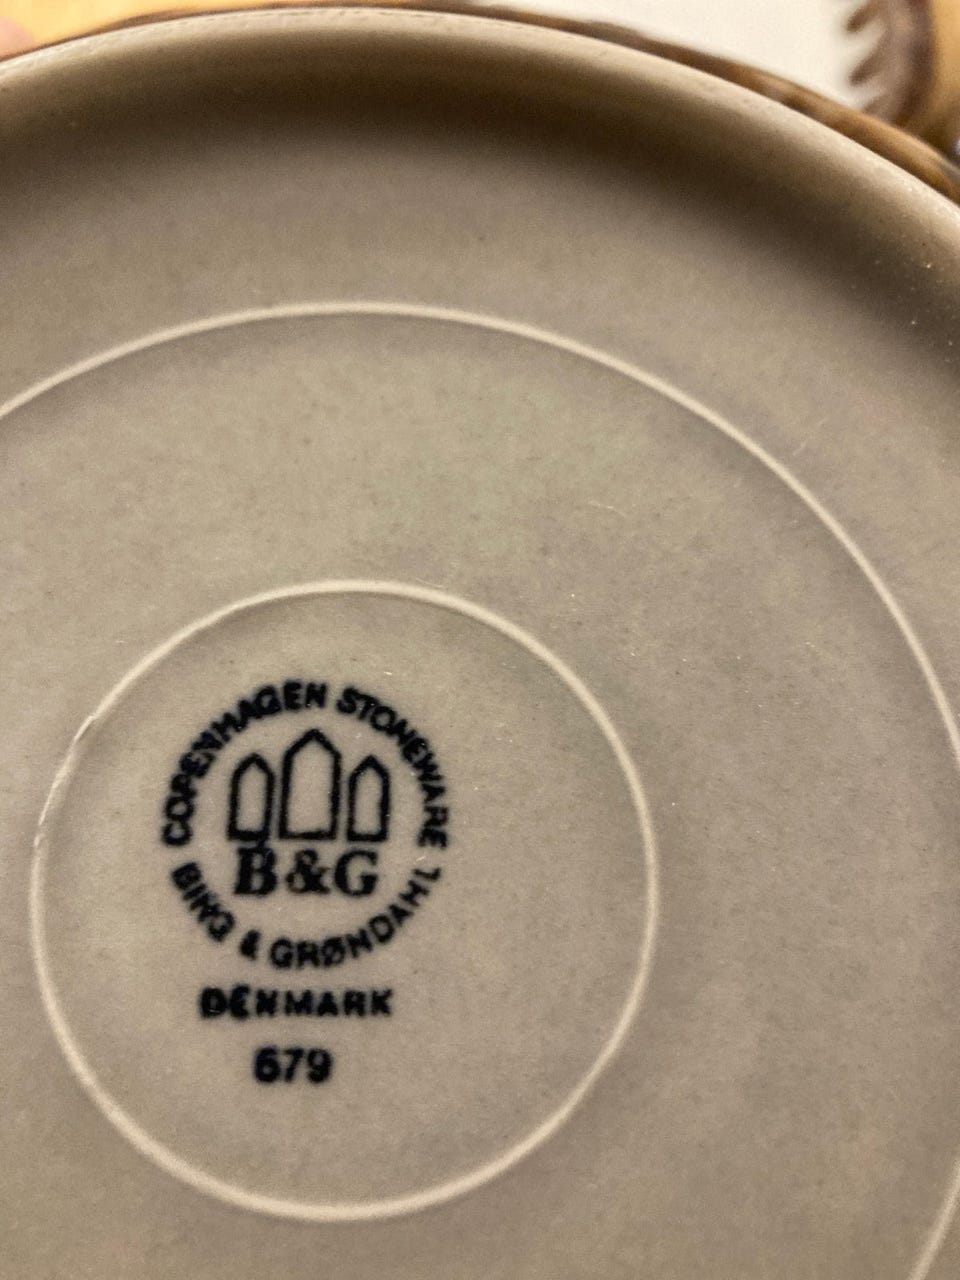 COPENHAGEN STONEWARE
B&G
BING & GRØNDAHL
DENMARK
679